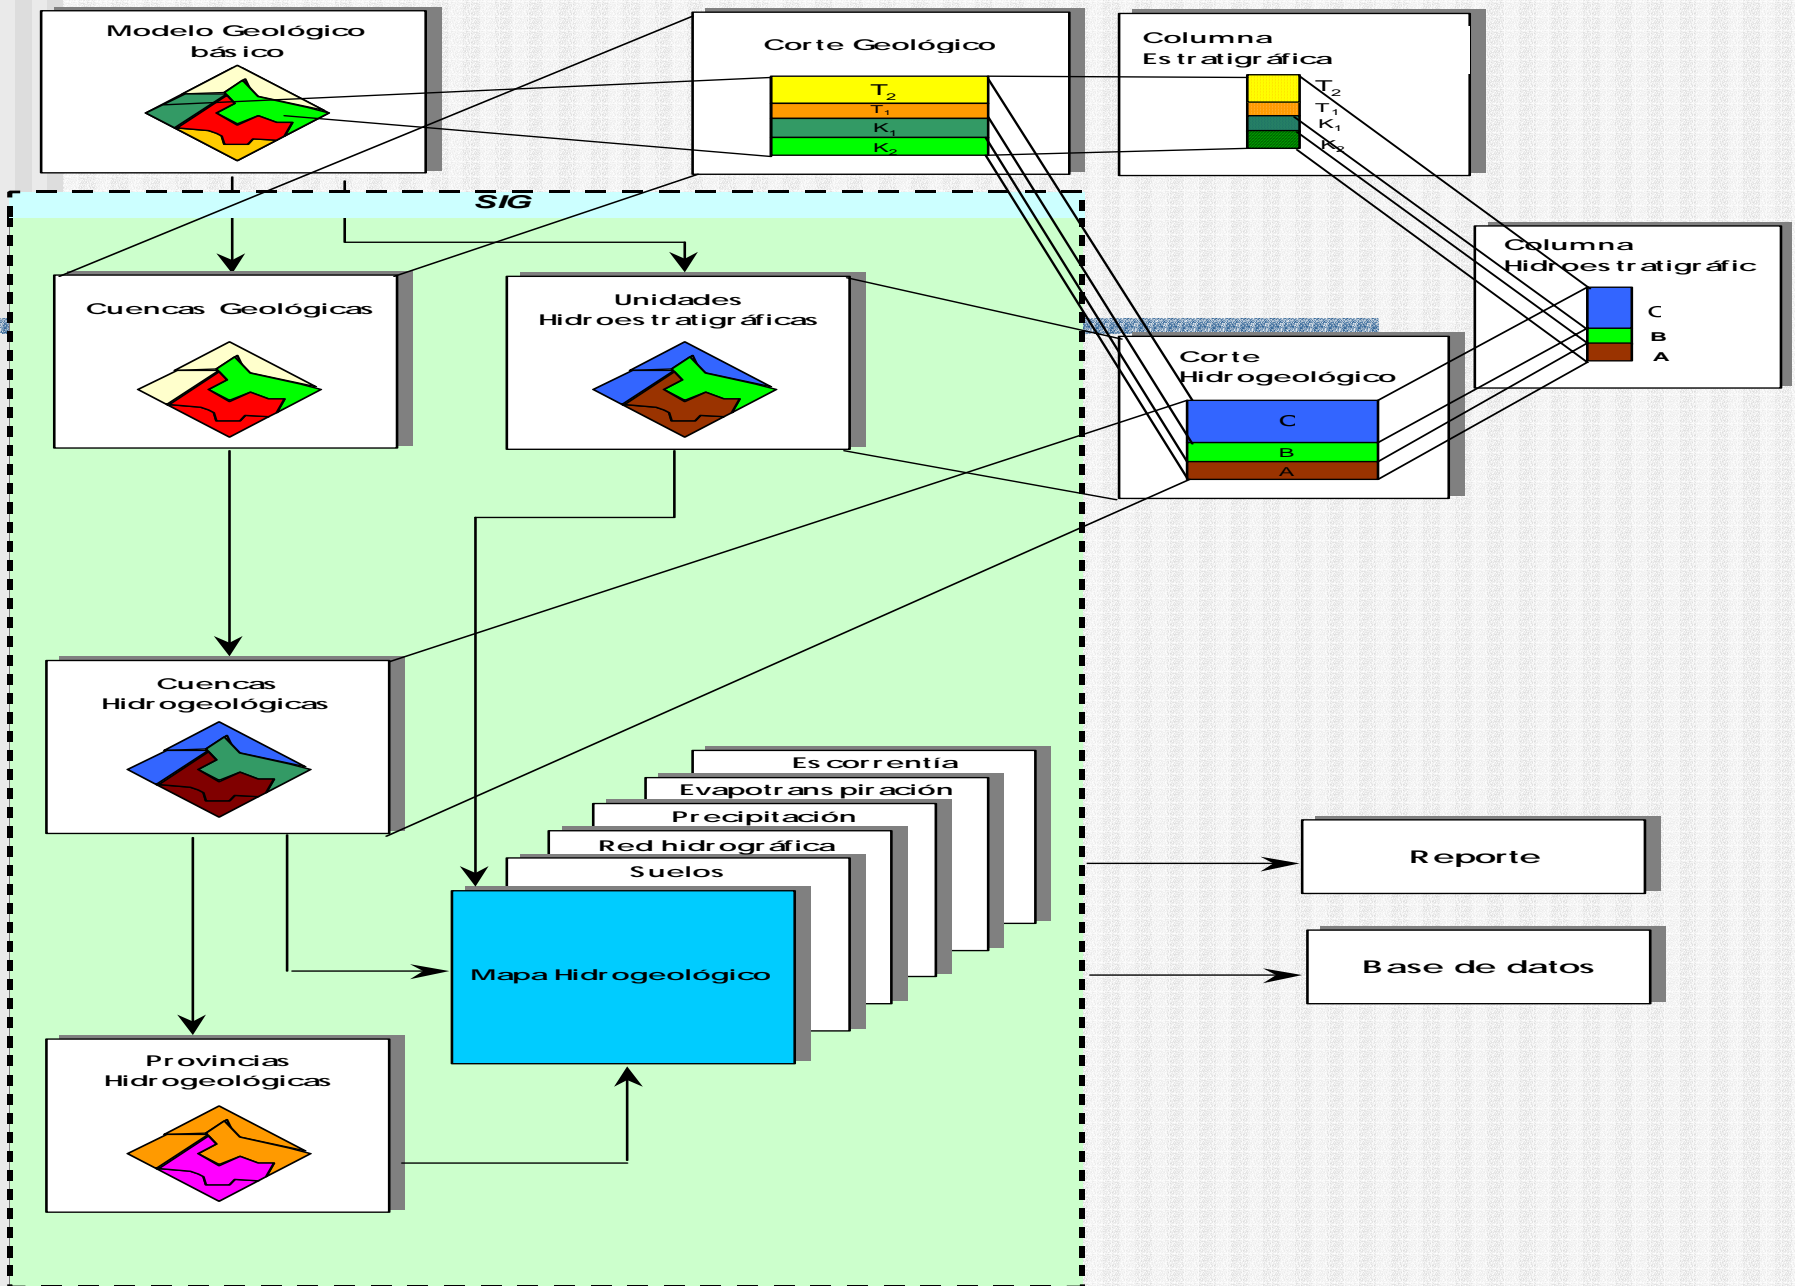 Modelo Geológico
básico
Corte Geológico
T2
T1
K1
K2
Columna
Estratigráfica
T2
T1
K1
K2
SIG
Cuencas Geológicas
Unidades
Hidroestratigráficas
Columna
Hidroestratigráfic
C
B
A
Corte
Hidrogeológico
C
B
A
Cuencas
Hidrogeológicas
Escorrentía
Evapotranspiración
Precipitación
Red hidrográfica
Suelos
Mapa Hidrogeológico
Reporte
Base de datos
Provincias
Hidrogeológicas